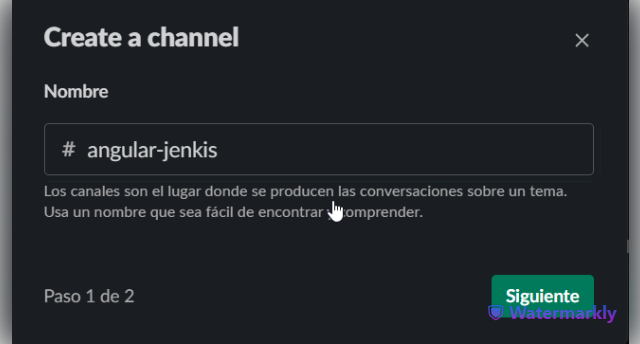 Create a channel
Nombre
# angular-jenkis
Los canales son el lugar donde se producen las conversaciones sobre un tema.
Usa un nombre que sea fácil de encontrar y comprender.
Paso 1 de 2
Siguiente
Watermarkly